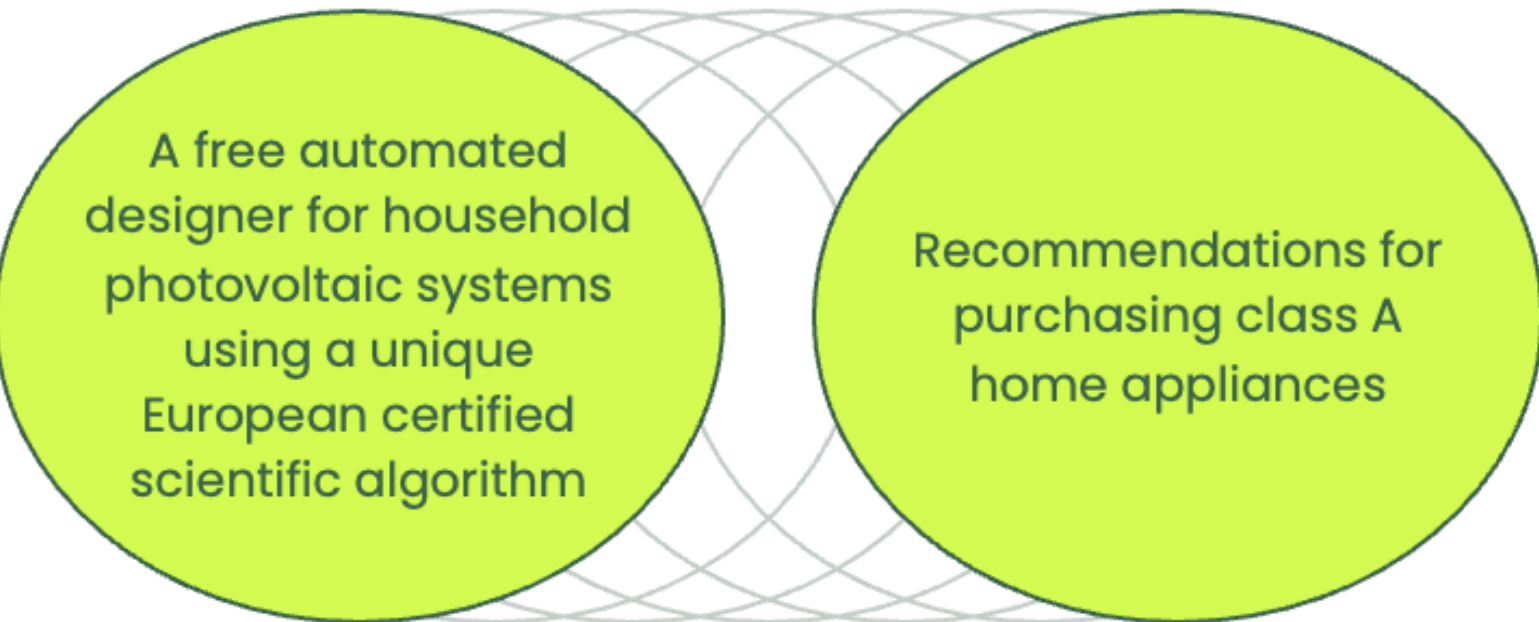 A free automated
designer for household
photovoltaic systems
using a unique
European certified
scientific algorithm
Recommendations for
purchasing class A
home appliances